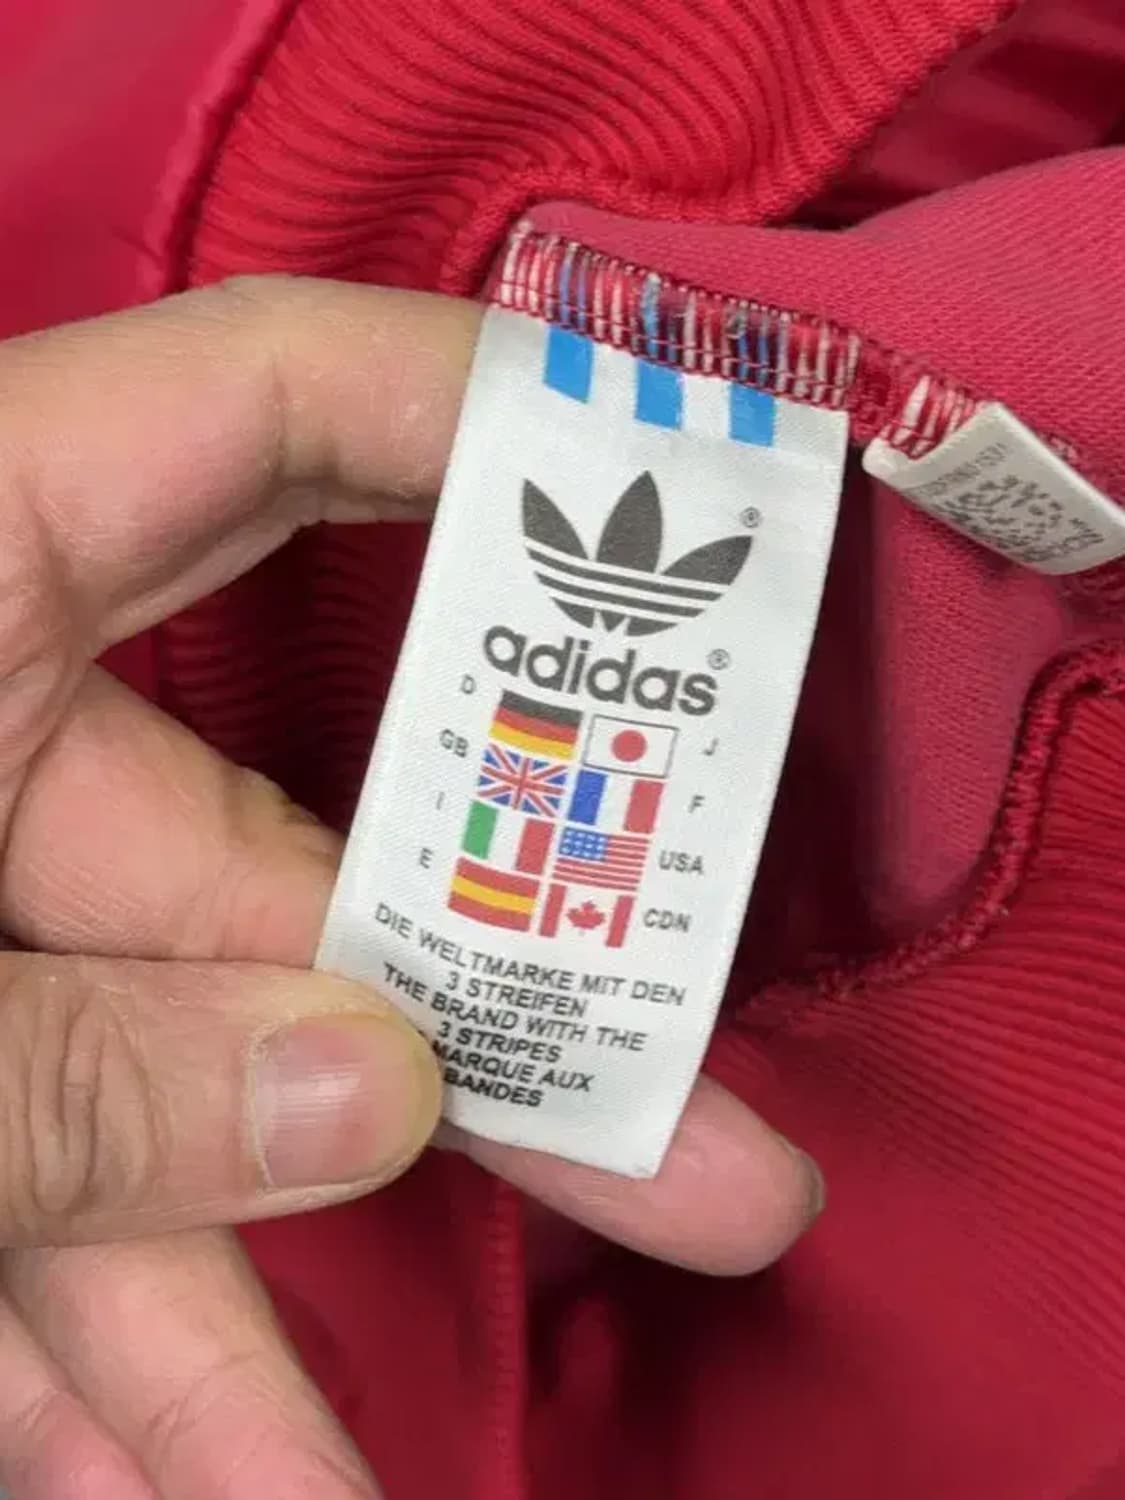 ®
adidas®
D J
GB F
I USA
E CDN
DIE WELTMARKE MIT DEN
3 STREIFEN
THE BRAND WITH THE
3 STRIPES
MARQUE AUX
BANDES